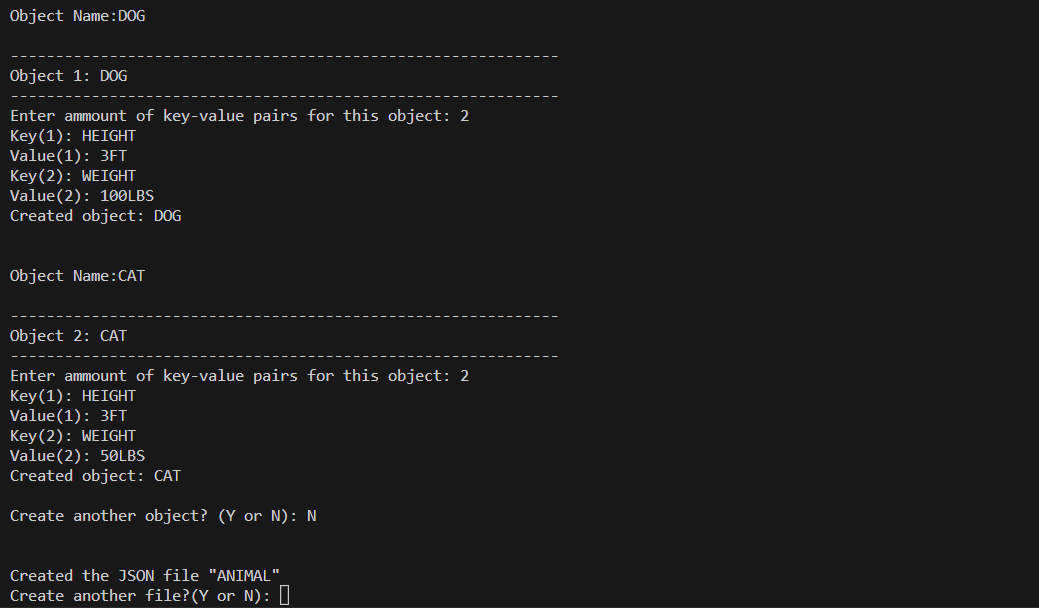 Object Name:DOG
-------------------------------------------------------------
Object 1: DOG
-------------------------------------------------------------
Enter ammount of key-value pairs for this object: 2
Key(1): HEIGHT
Value(1): 3FT
Key(2): WEIGHT
Value(2): 100LBS
Created object: DOG
Object Name:CAT
-------------------------------------------------------------
Object 2: CAT
-------------------------------------------------------------
Enter ammount of key-value pairs for this object: 2
Key(1): HEIGHT
Value(1): 3FT
Key(2): WEIGHT
Value(2): 50LBS
Created object: CAT
Create another object? (Y or N): N
Created the JSON file "ANIMAL"
Create another file?(Y or N):